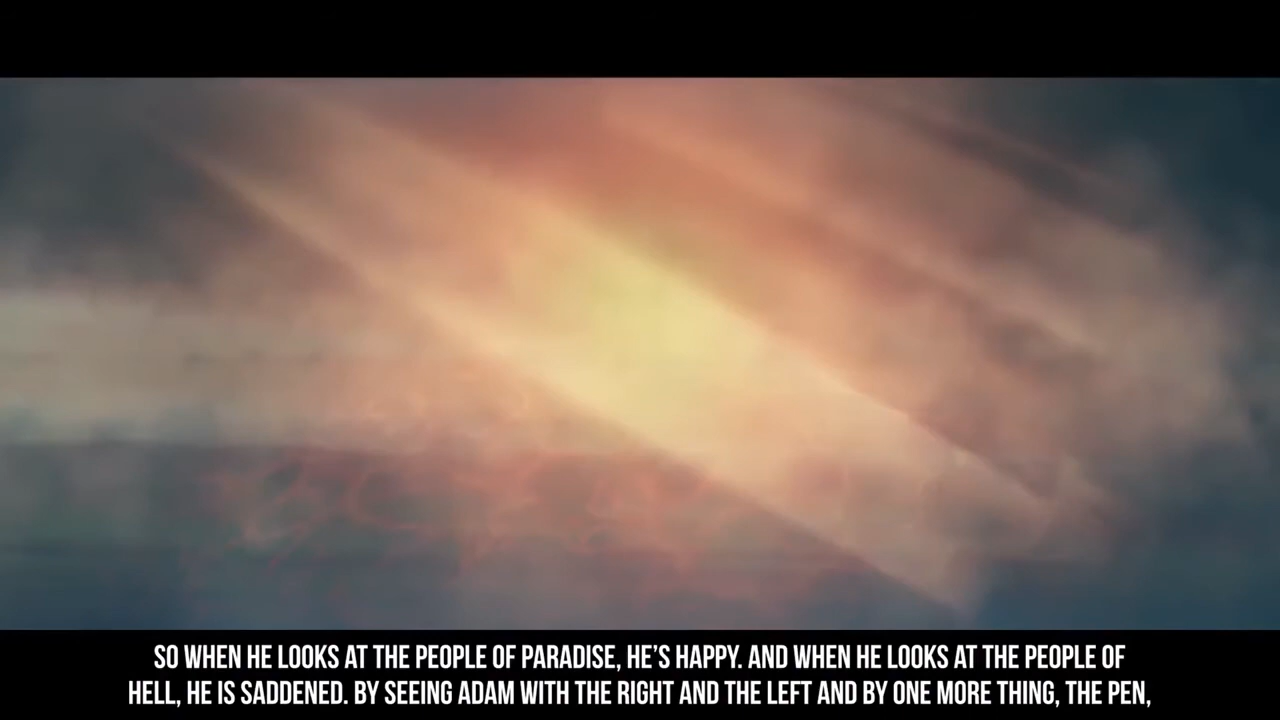 SO WHEN HE LOOKS AT THE PEOPLE OF PARADISE, HE’S HAPPY. AND WHEN HE LOOKS AT THE PEOPLE OF
HELL, HE IS SADDENED. BY SEEING ADAM WITH THE RIGHT AND THE LEFT AND BY ONE MORE THING, THE PEN,